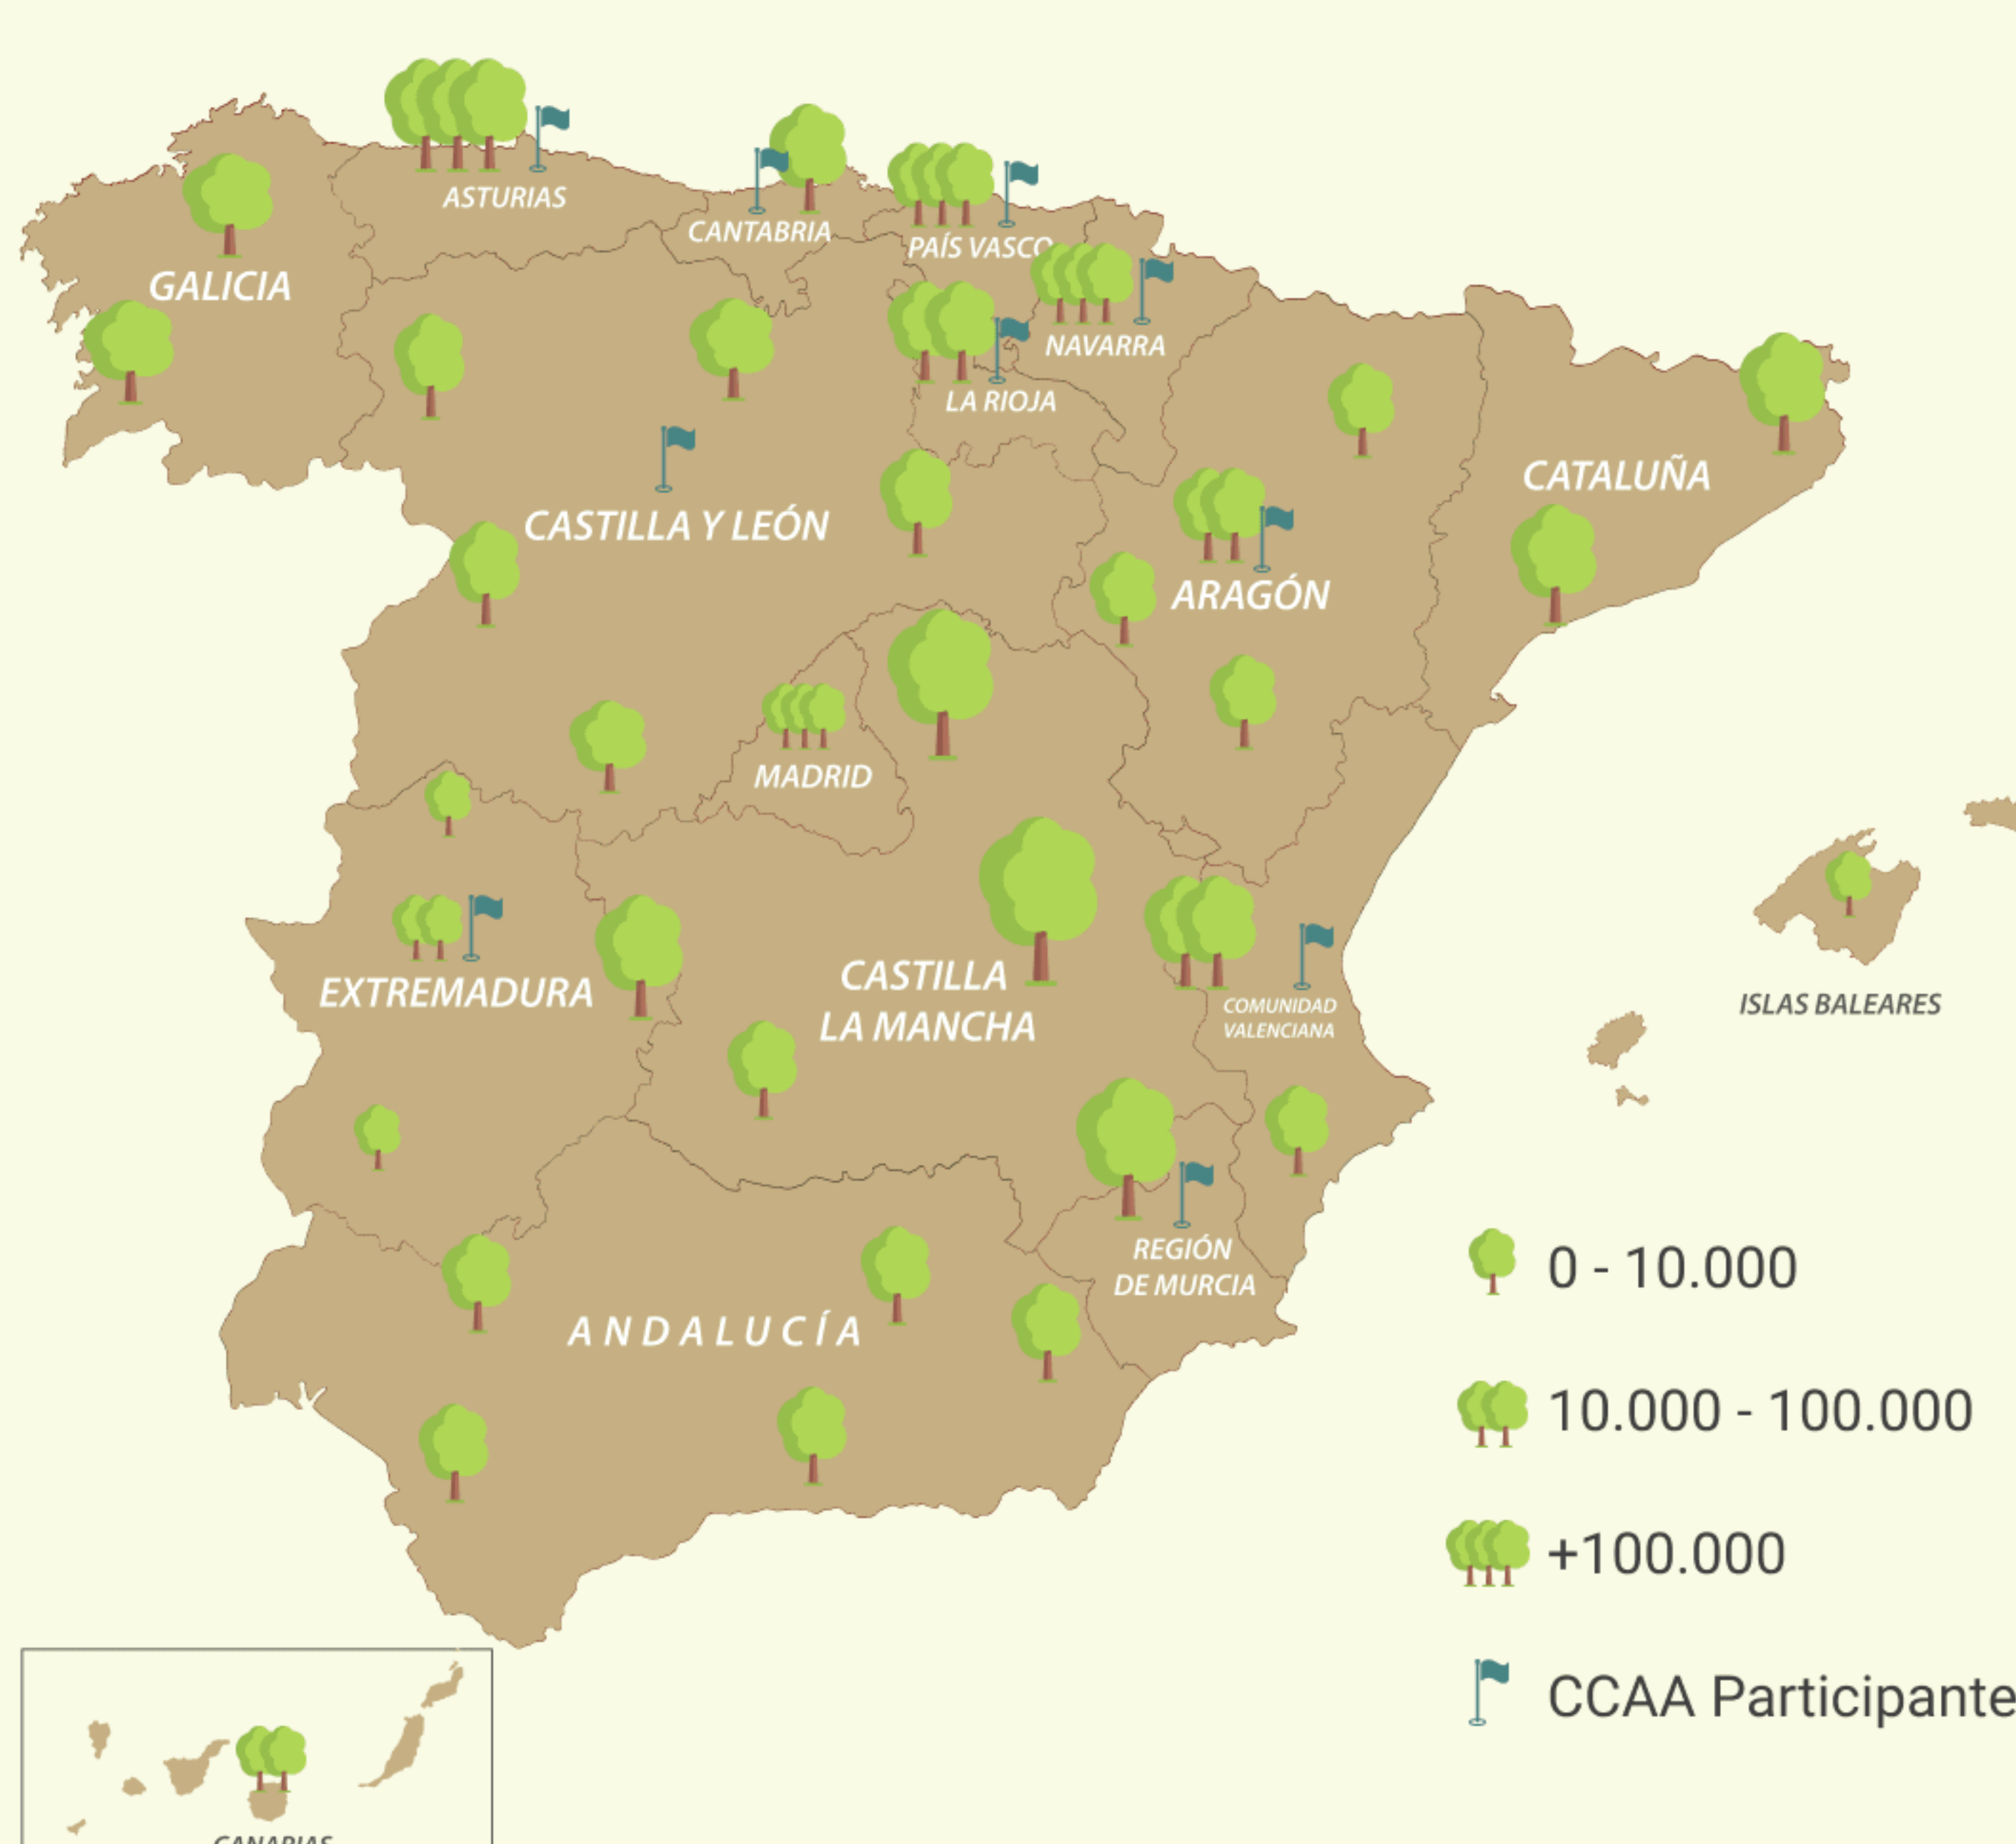 ASTURIAS
CANTABRIA
PAÍS VASCO
GALICIA
NAVARRA
LA RIOJA
CATALUÑA
CASTILLA Y LEÓN
ARAGÓN
MADRID
EXTREMADURA
CASTILLA
LA MANCHA
COMUNIDAD
VALENCIANA
ISLAS BALEARES
REGIÓN
DE MURCIA
ANDALUCÍA
0 - 10.000
10.000 - 100.000
+100.000
CCAA Participante
CANARIAS